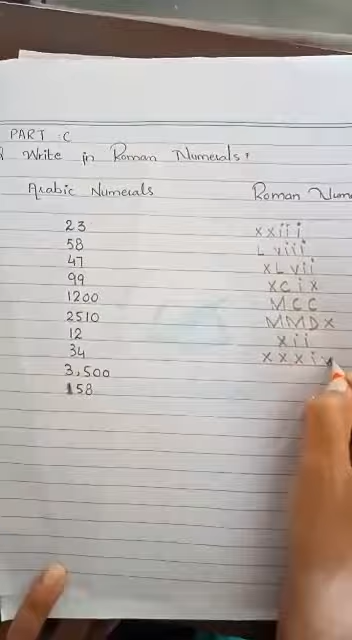 PART : C
Write in Roman Numerals:
Arabic Numerals Roman Num
23 xxiii
58 Lviii
47 xLvii
99 xcix
1200 MCC
2510 MMDX
12 xii
34 xxxiv
3,500
158